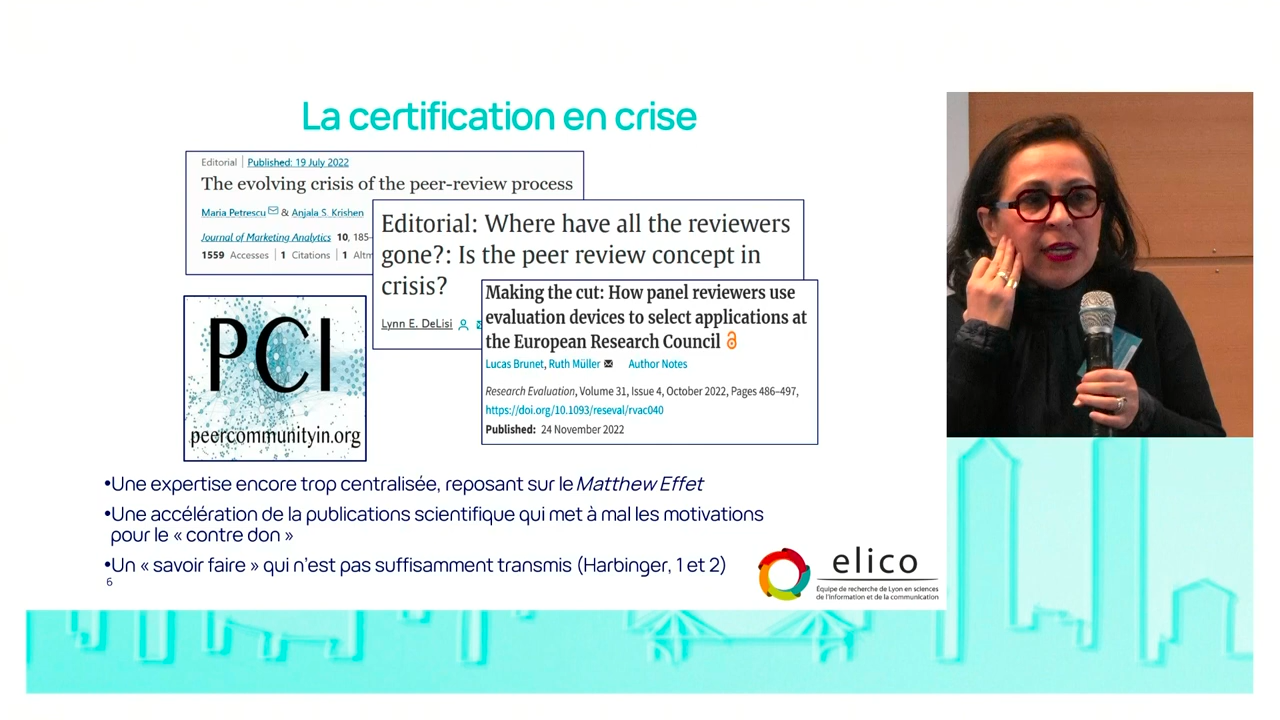 La certification en crise
Editorial | Published: 19 July 2022
The evolving crisis of the peer-review process
Maria Petrescu & Anjala S. Krishen
Journal of Marketing Analytics 10, 185-
1559 Accesses | 1 Citations | 1 Altm
Editorial: Where have all the reviewers
gone?: Is the peer review concept in
crisis?
Lynn E. DeLisi
Making the cut: How panel reviewers use
evaluation devices to select applications at
the European Research Council
Lucas Brunet, Ruth Müller Author Notes
Research Evaluation, Volume 31, Issue 4, October 2022, Pages 486–497,
https://doi.org/10.1093/reseval/rvac040
Published: 24 November 2022
PCI
peercommunityin.org
•Une expertise encore trop centralisée, reposant sur le Matthew Effet
•Une accélération de la publications scientifique qui met à mal les motivations
pour le « contre don »
•Un « savoir faire » qui n'est pas suffisamment transmis (Harbinger, 1 et 2)
6
elico
Équipe de recherche de Lyon en sciences
de l'information et de la communication